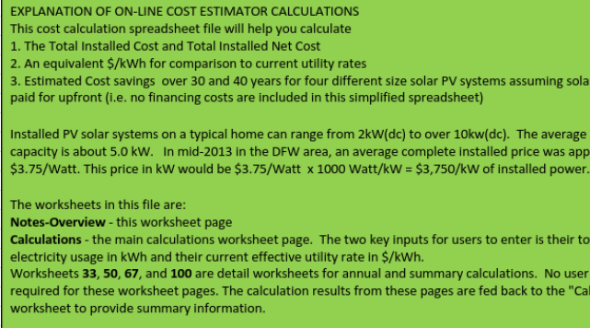 EXPLANATION OF ON-LINE COST ESTIMATOR CALCULATIONS
This cost calculation spreadsheet file will help you calculate
1. The Total Installed Cost and Total Installed Net Cost
2. An equivalent $/kWh for comparison to current utility rates
3. Estimated Cost savings over 30 and 40 years for four different size solar PV systems assuming sola
paid for upfront (i.e. no financing costs are included in this simplified spreadsheet)
Installed PV solar systems on a typical home can range from 2kW(dc) to over 10kw(dc). The average
capacity is about 5.0 kW. In mid-2013 in the DFW area, an average complete installed price was app
$3.75/Watt. This price in kW would be $3.75/Watt x 1000 Watt/kW = $3,750/kW of installed power.
The worksheets in this file are:
Notes-Overview - this worksheet page
Calculations - the main calculations worksheet page. The two key inputs for users to enter is their to
electricity usage in kWh and their current effective utility rate in $/kWh.
Worksheets 33, 50, 67, and 100 are detail worksheets for annual and summary calculations. No user
required for these worksheet pages. The calculation results from these pages are fed back to the "Cal
worksheet to provide summary information.